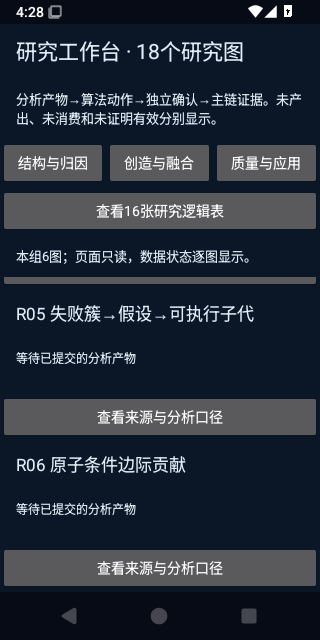 4:28
研究工作台 · 18个研究图
分析产物→算法动作→独立确认→主链证据。未产
出、未消费和未证明有效分别显示。
结构与归因 创造与融合 质量与应用
查看16张研究逻辑表
本组6图；页面只读，数据状态逐图显示。
R05 失败簇→假设→可执行子代
等待已提交的分析产物
查看来源与分析口径
R06 原子条件边际贡献
等待已提交的分析产物
查看来源与分析口径